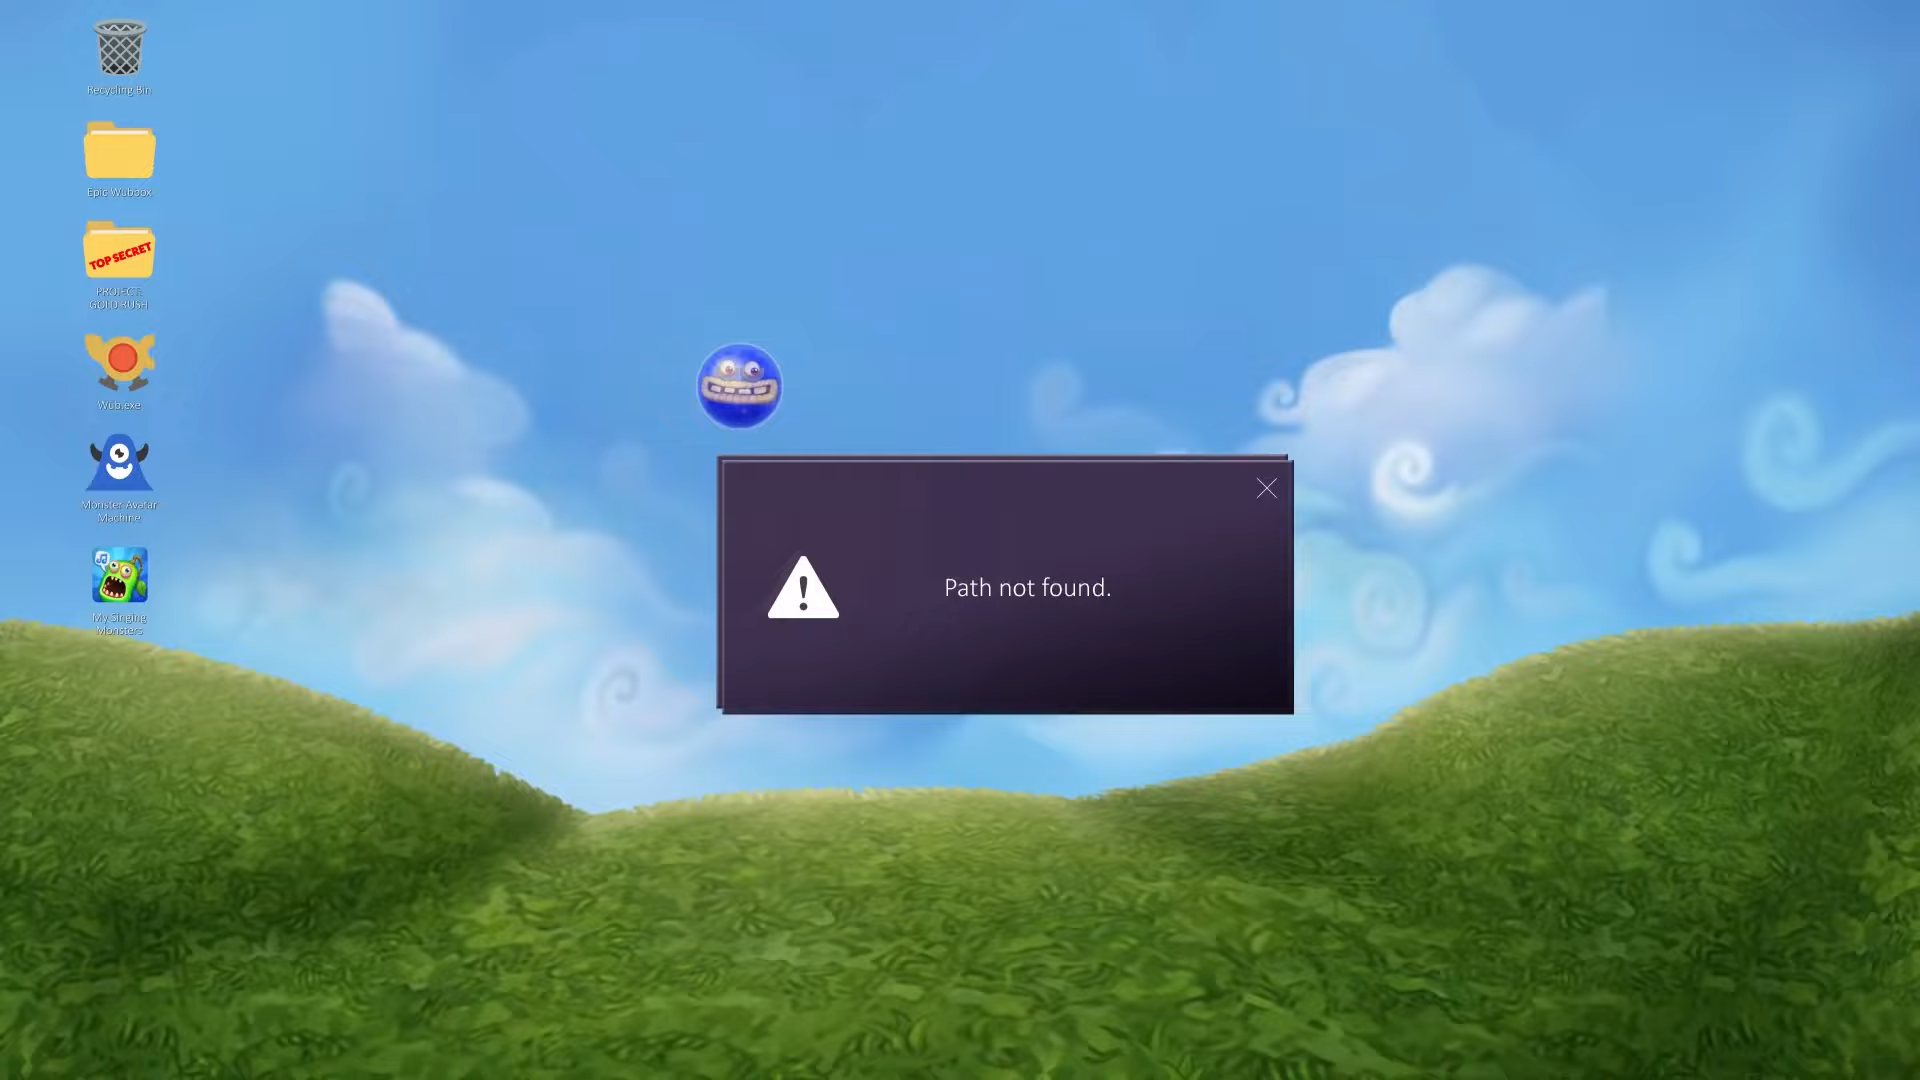 Recycling Bin
Epic Wubbox
TOP SECRET
PROJECT:
GOLD RUSH
Wub.exe
Monster Avatar
Machine
My Singing
Monsters
Path not found.